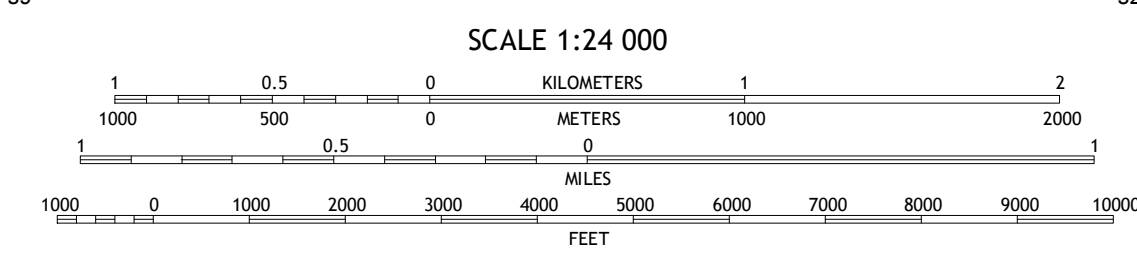 SCALE 1:24 000
1 0.5 0 KILOMETERS 1 2
1000 500 0 METERS 1000 2000
1 0.5 0 1
MILES
1000 0 1000 2000 3000 4000 5000 6000 7000 8000 9000 10000
FEET